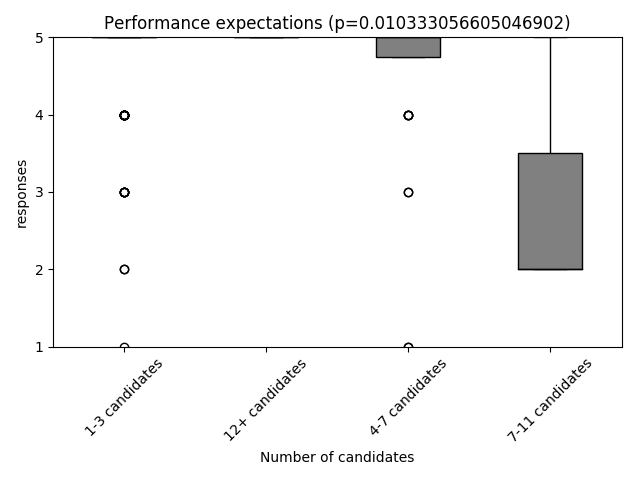 Performance expectations (p=0.010333056605046902)
5
4
3
2
1
responses
1-3 candidates
12+ candidates
4-7 candidates
7-11 candidates
Number of candidates